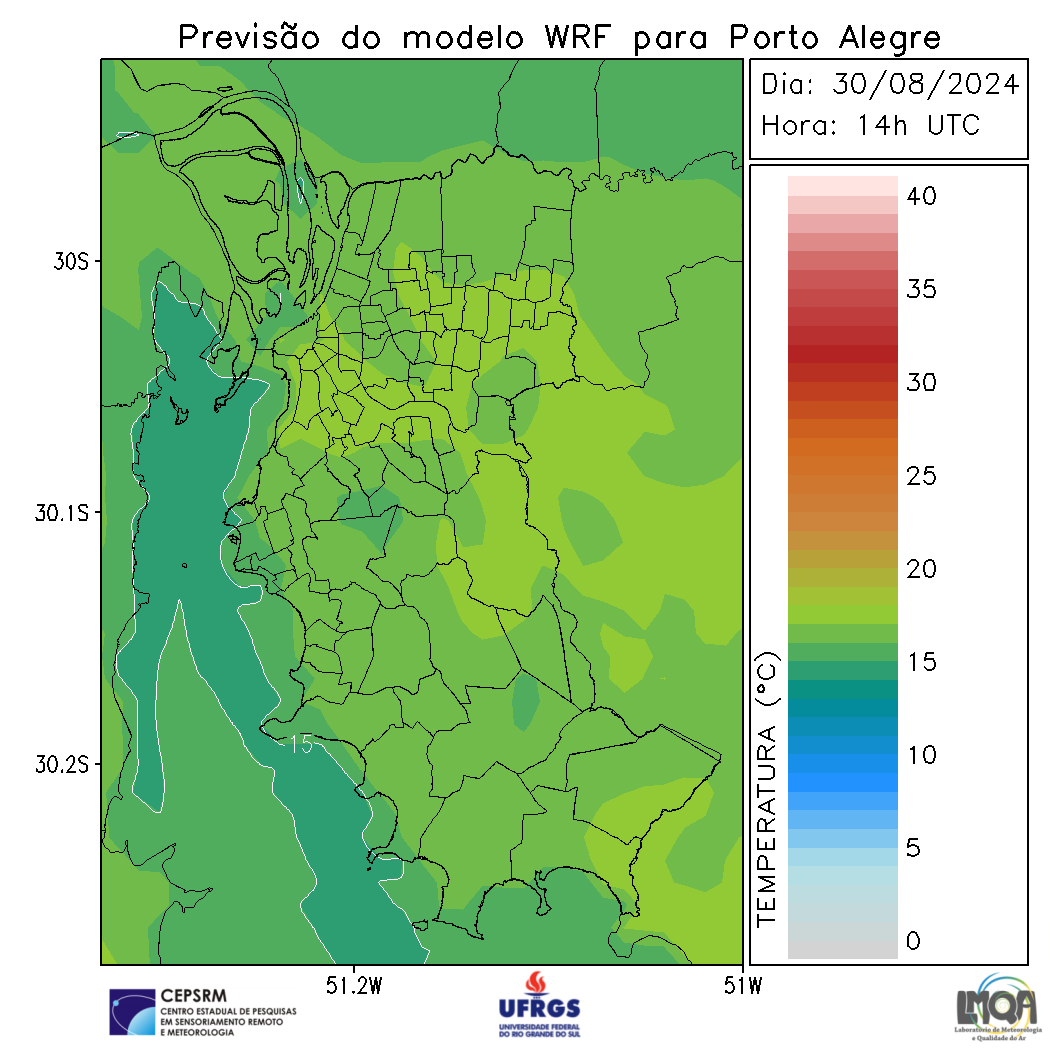 Previsão do modelo WRF para Porto Alegre
Dia: 30/08/2024
Hora: 14h UTC
30S
30.1S
30.2S
51.2W
51W
15
TEMPERATURA (°C)
40
35
30
25
20
15
10
5
0
CEPSRM
CENTRO ESTADUAL DE PESQUISAS
EM SENSORIAMENTO REMOTO
E METEOROLOGIA
UFRGS
UNIVERSIDADE FEDERAL
DO RIO GRANDE DO SUL
LMQA
Laboratório de Meteorologia
e Qualidade do Ar